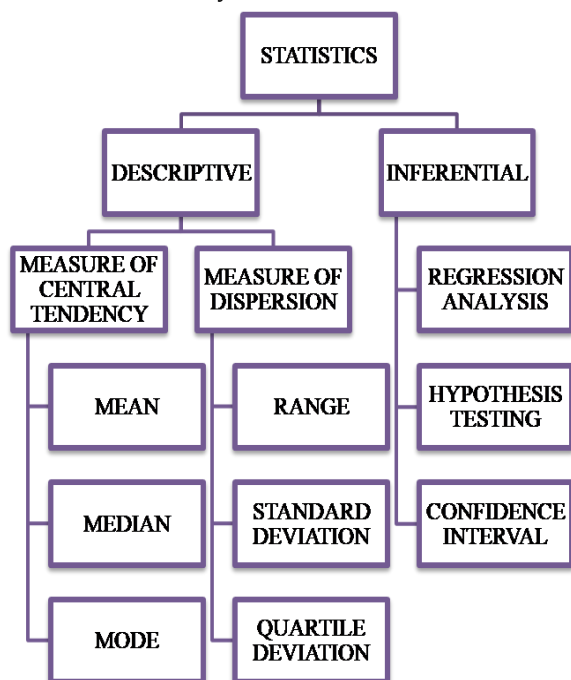 STATISTICS
DESCRIPTIVE
INFERENTIAL
MEASURE OF
CENTRAL
TENDENCY
MEASURE OF
DISPERSION
REGRESSION
ANALYSIS
MEAN
RANGE
HYPOTHESIS
TESTING
MEDIAN
STANDARD
DEVIATION
CONFIDENCE
INTERVAL
MODE
QUARTILE
DEVIATION